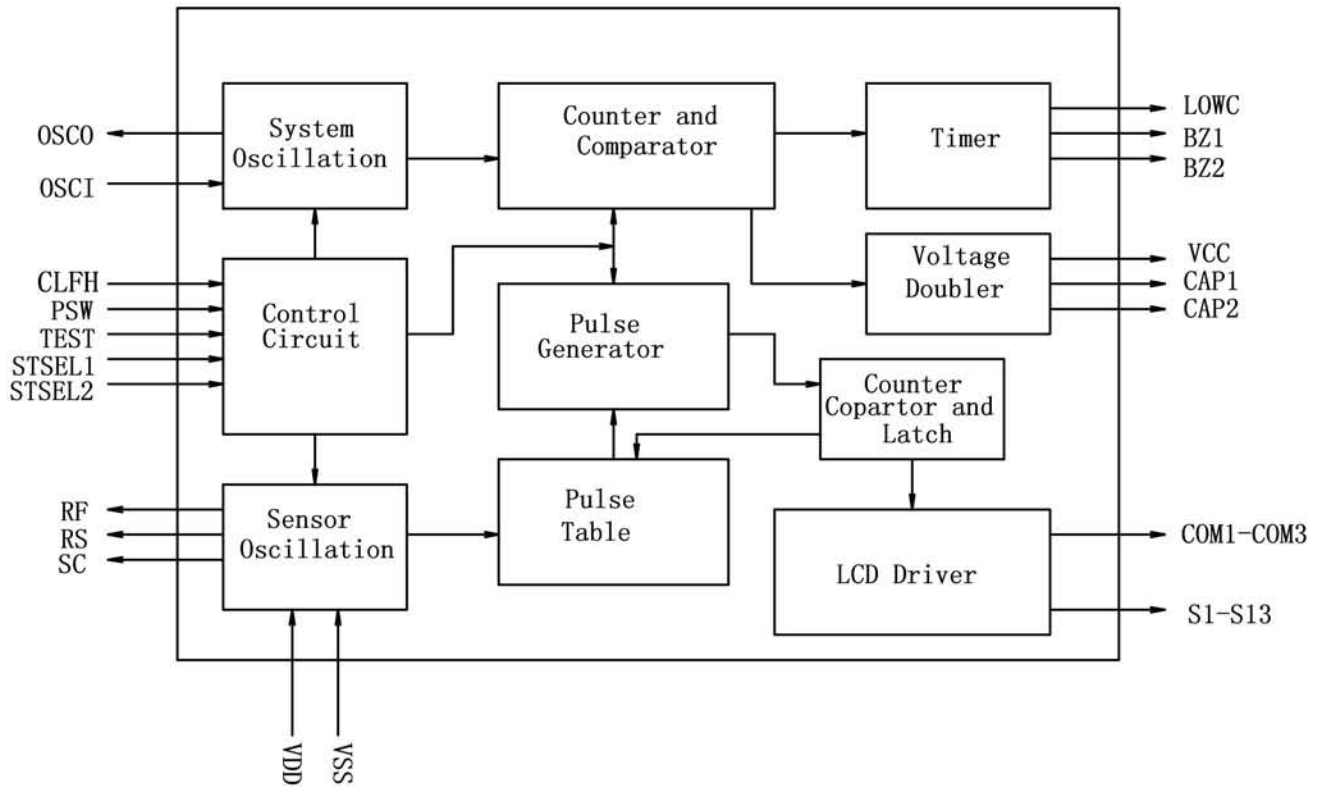 OSCO
OSCI
CLFH
PSW
TEST
STSEL1
STSEL2
RF
RS
SC
VDD
VSS
System
Oscillation
Control
Circuit
Sensor
Oscillation
Counter and
Comparator
Pulse
Generator
Pulse
Table
Timer
Voltage
Doubler
Counter
Copartor and
Latch
LCD Driver
LOWC
BZ1
BZ2
VCC
CAP1
CAP2
COM1-COM3
S1-S13